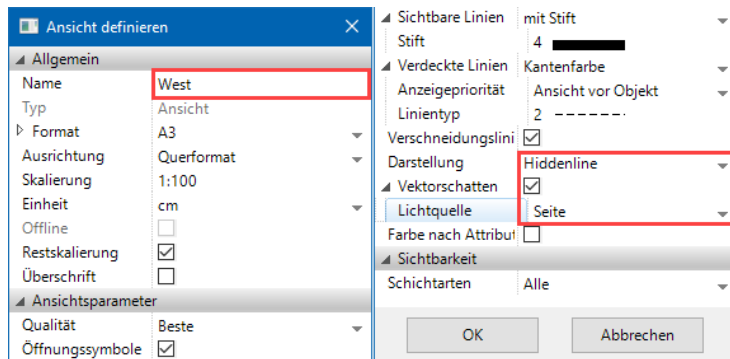 Ansicht definieren
Allgemein
Name West
Typ Ansicht
Format A3
Ausrichtung Querformat
Skalierung 1:100
Einheit cm
Offline
Restskalierung
Überschrift
Ansichtsparameter
Qualität Beste
Öffnungssymbole
Sichtbare Linien mit Stift
Stift 4
Verdeckte Linien Kantenfarbe
Anzeigepriorität Ansicht vor Objekt
Linientyp 2
Verschneidungslini
Darstellung Hiddenline
Vektorschatten
Lichtquelle Seite
Farbe nach Attribut
Sichtbarkeit
Schichtarten Alle
OK Abbrechen